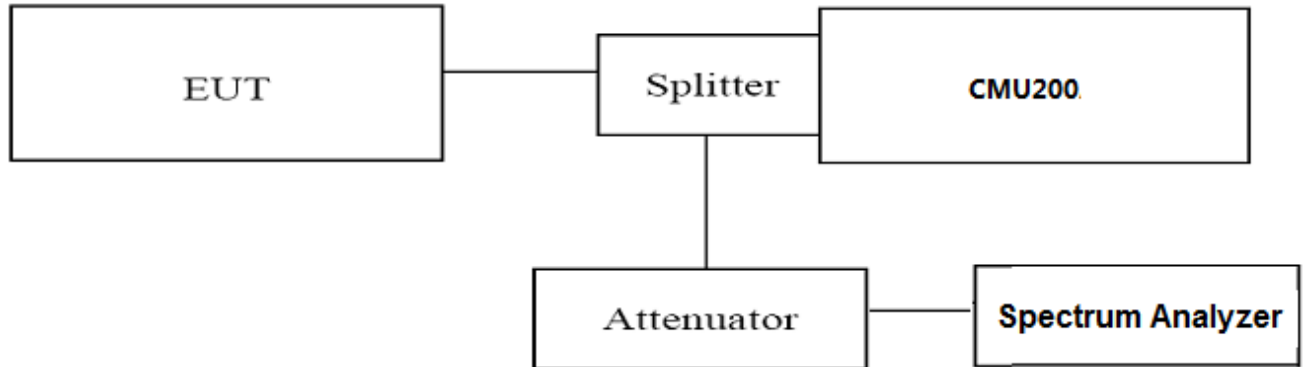 EUT
Splitter
CMU200.
Attenuator
Spectrum Analyzer